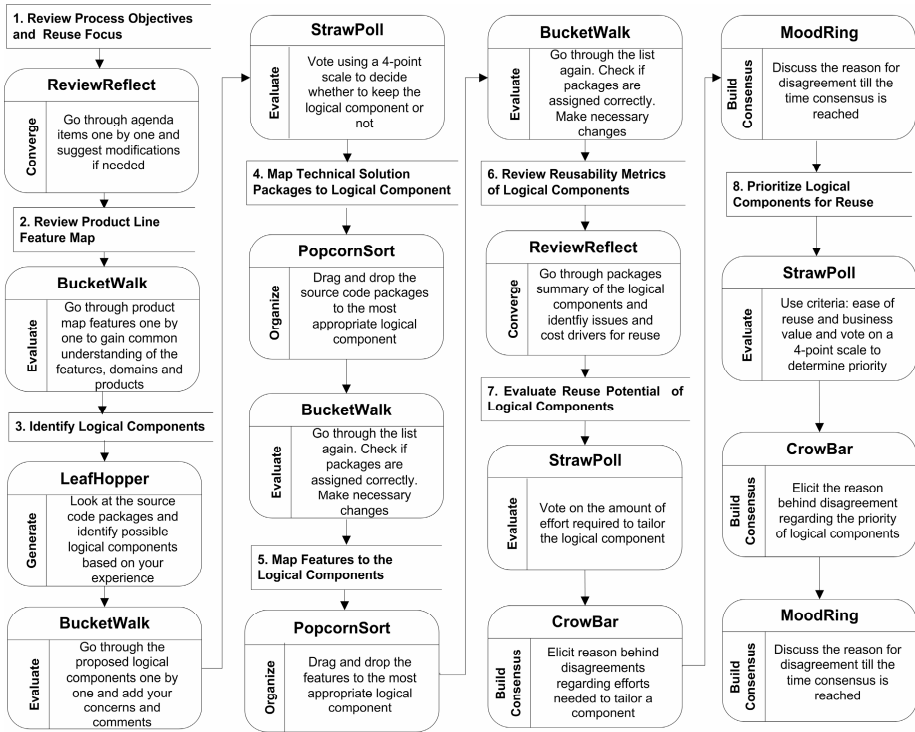 1. Review Process Objectives
and Reuse Focus
ReviewReflect
Converge
Go through agenda
items one by one and
suggest modifications
if needed
2. Review Product Line
Feature Map
BucketWalk
Evaluate
Go through product
map features one by
one to gain common
understanding of the
features, domains and
products
3. Identify Logical Components
LeafHopper
Generate
Look at the source
code packages and
identify possible
logical components
based on your
experience
BucketWalk
Evaluate
Go through the
proposed logical
components one by
one and add your
concerns and
comments
StrawPoll
Evaluate
Vote using a 4-point
scale to decide
whether to keep the
logical component or
not
4. Map Technical Solution
Packages to Logical Component
PopcornSort
Organize
Drag and drop the
source code packages
to the most
appropriate logical
component
BucketWalk
Evaluate
Go through the list
again. Check if
packages are
assigned correctly.
Make necessary
changes
5. Map Features to the
Logical Components
PopcornSort
Organize
Drag and drop the
features to the most
appropriate logical
component
BucketWalk
Evaluate
Go through the list
again. Check if
packages are
assigned correctly.
Make necessary
changes
6. Review Reusability Metrics
of Logical Components
ReviewReflect
Converge
Go through packages
summary of the logical
components and
identfiy issues and
cost drivers for reuse
7. Evaluate Reuse Potential of
Logical Components
StrawPoll
Evaluate
Vote on the amount of
effort required to tailor
the logical component
CrowBar
Build
Consensus
Elicit reason behind
disagreements
regarding efforts
needed to tailor a
component
MoodRing
Build
Consensus
Discuss the reason for
disagreement till the
time consensus is
reached
8. Prioritize Logical
Components for Reuse
StrawPoll
Evaluate
Use criteria: ease of
reuse and business
value and vote on
a 4-point scale to
determine priority
CrowBar
Build
Consensus
Elicit the reason
behind disagreement
regarding the priority
of logical components
MoodRing
Build
Consensus
Discuss the reason for
disagreement till the
time consensus is
reached